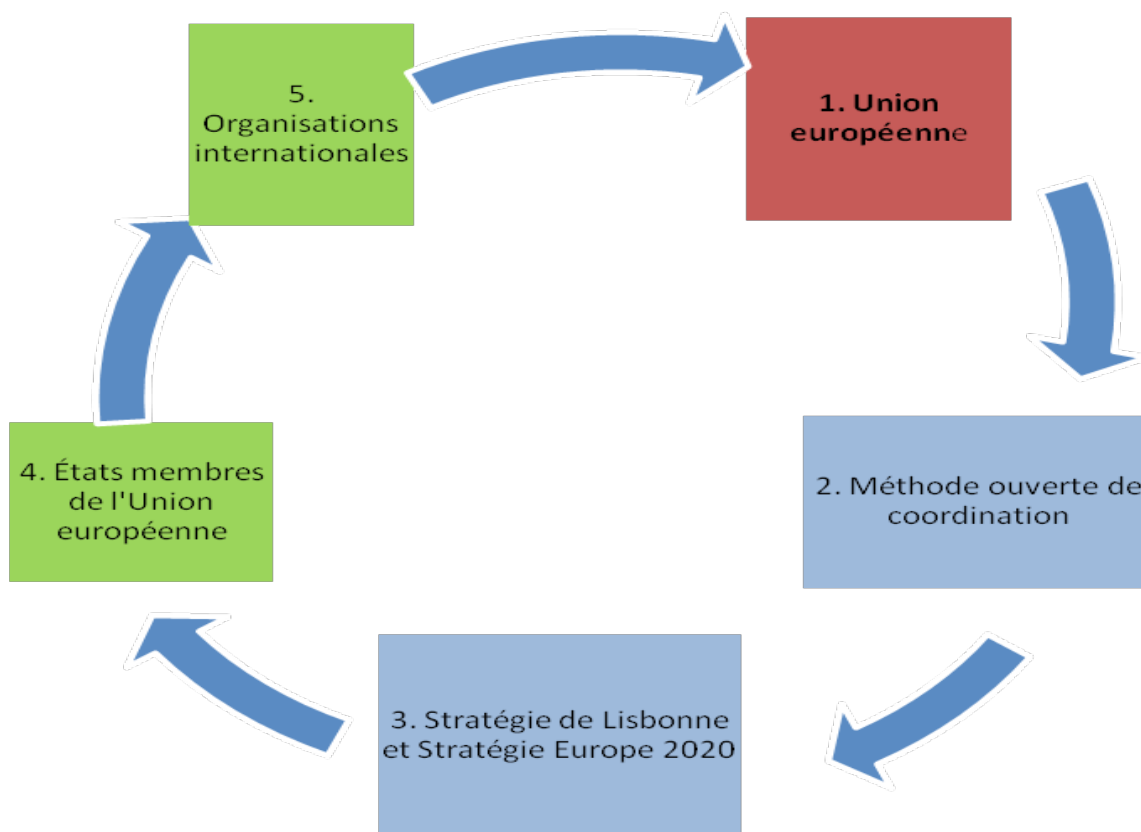 1. Union
européenne
2. Méthode ouverte de
coordination
3. Stratégie de Lisbonne
et Stratégie Europe 2020
4. États membres
de l'Union
européenne
5.
Organisations
internationales